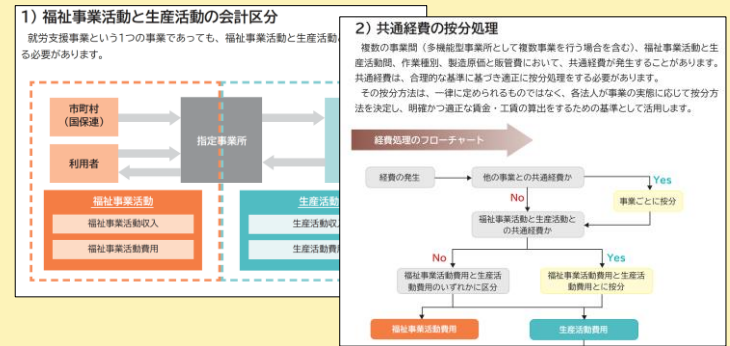 1) 福祉事業活動と生産活動の会計区分
就労支援事業という1つの事業であっても、福祉事業活動と生産活動
る必要があります。
市町村
(国保連)
利用者
指定事業所
福祉事業活動
福祉事業活動収入
福祉事業活動費用
生産活動
生産活動収
生産活動費
2) 共通経費の按分処理
複数の事業間(多機能型事業所として複数事業を行う場合を含む)、福祉事業活動と生
産活動間、作業種別、製造原価と販管費において、共通経費が発生することがあります。
共通経費は、合理的な基準に基づき適正に按分処理をする必要があります。
その按分方法は、一律に定められるものではなく、各法人が事業の実態に応じて按分方
法を決定し、明確かつ適正な賃金・工賃の算出をするための基準として活用します。
経費処理のフローチャート
経費の発生
他の事業との共通経費か
Yes
No
事業ごとに按分
福祉事業活動と生産活動と
の共通経費か
No
Yes
福祉事業活動費用と生産活
動費用のいずれかに区分
福祉事業活動費用と生産活
動費用とに按分
福祉事業活動費用
生産活動費用